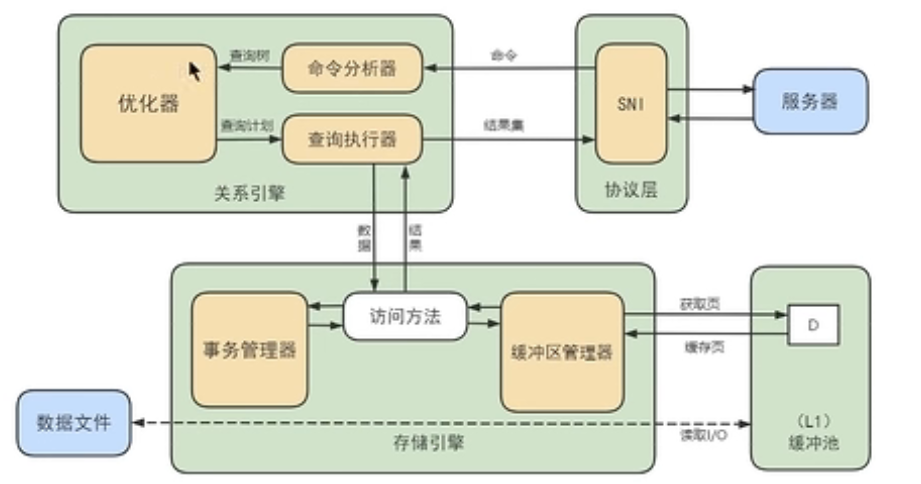 查询树
命令分析器
命令
优化器
SNI
服务器
查询计划
查询执行器
结果集
关系引擎
协议层
数据
结果
访问方法
获取页
D
事务管理器
缓冲区管理器
缓存页
数据文件
存储引擎
读取I/O
（L1）
缓冲池